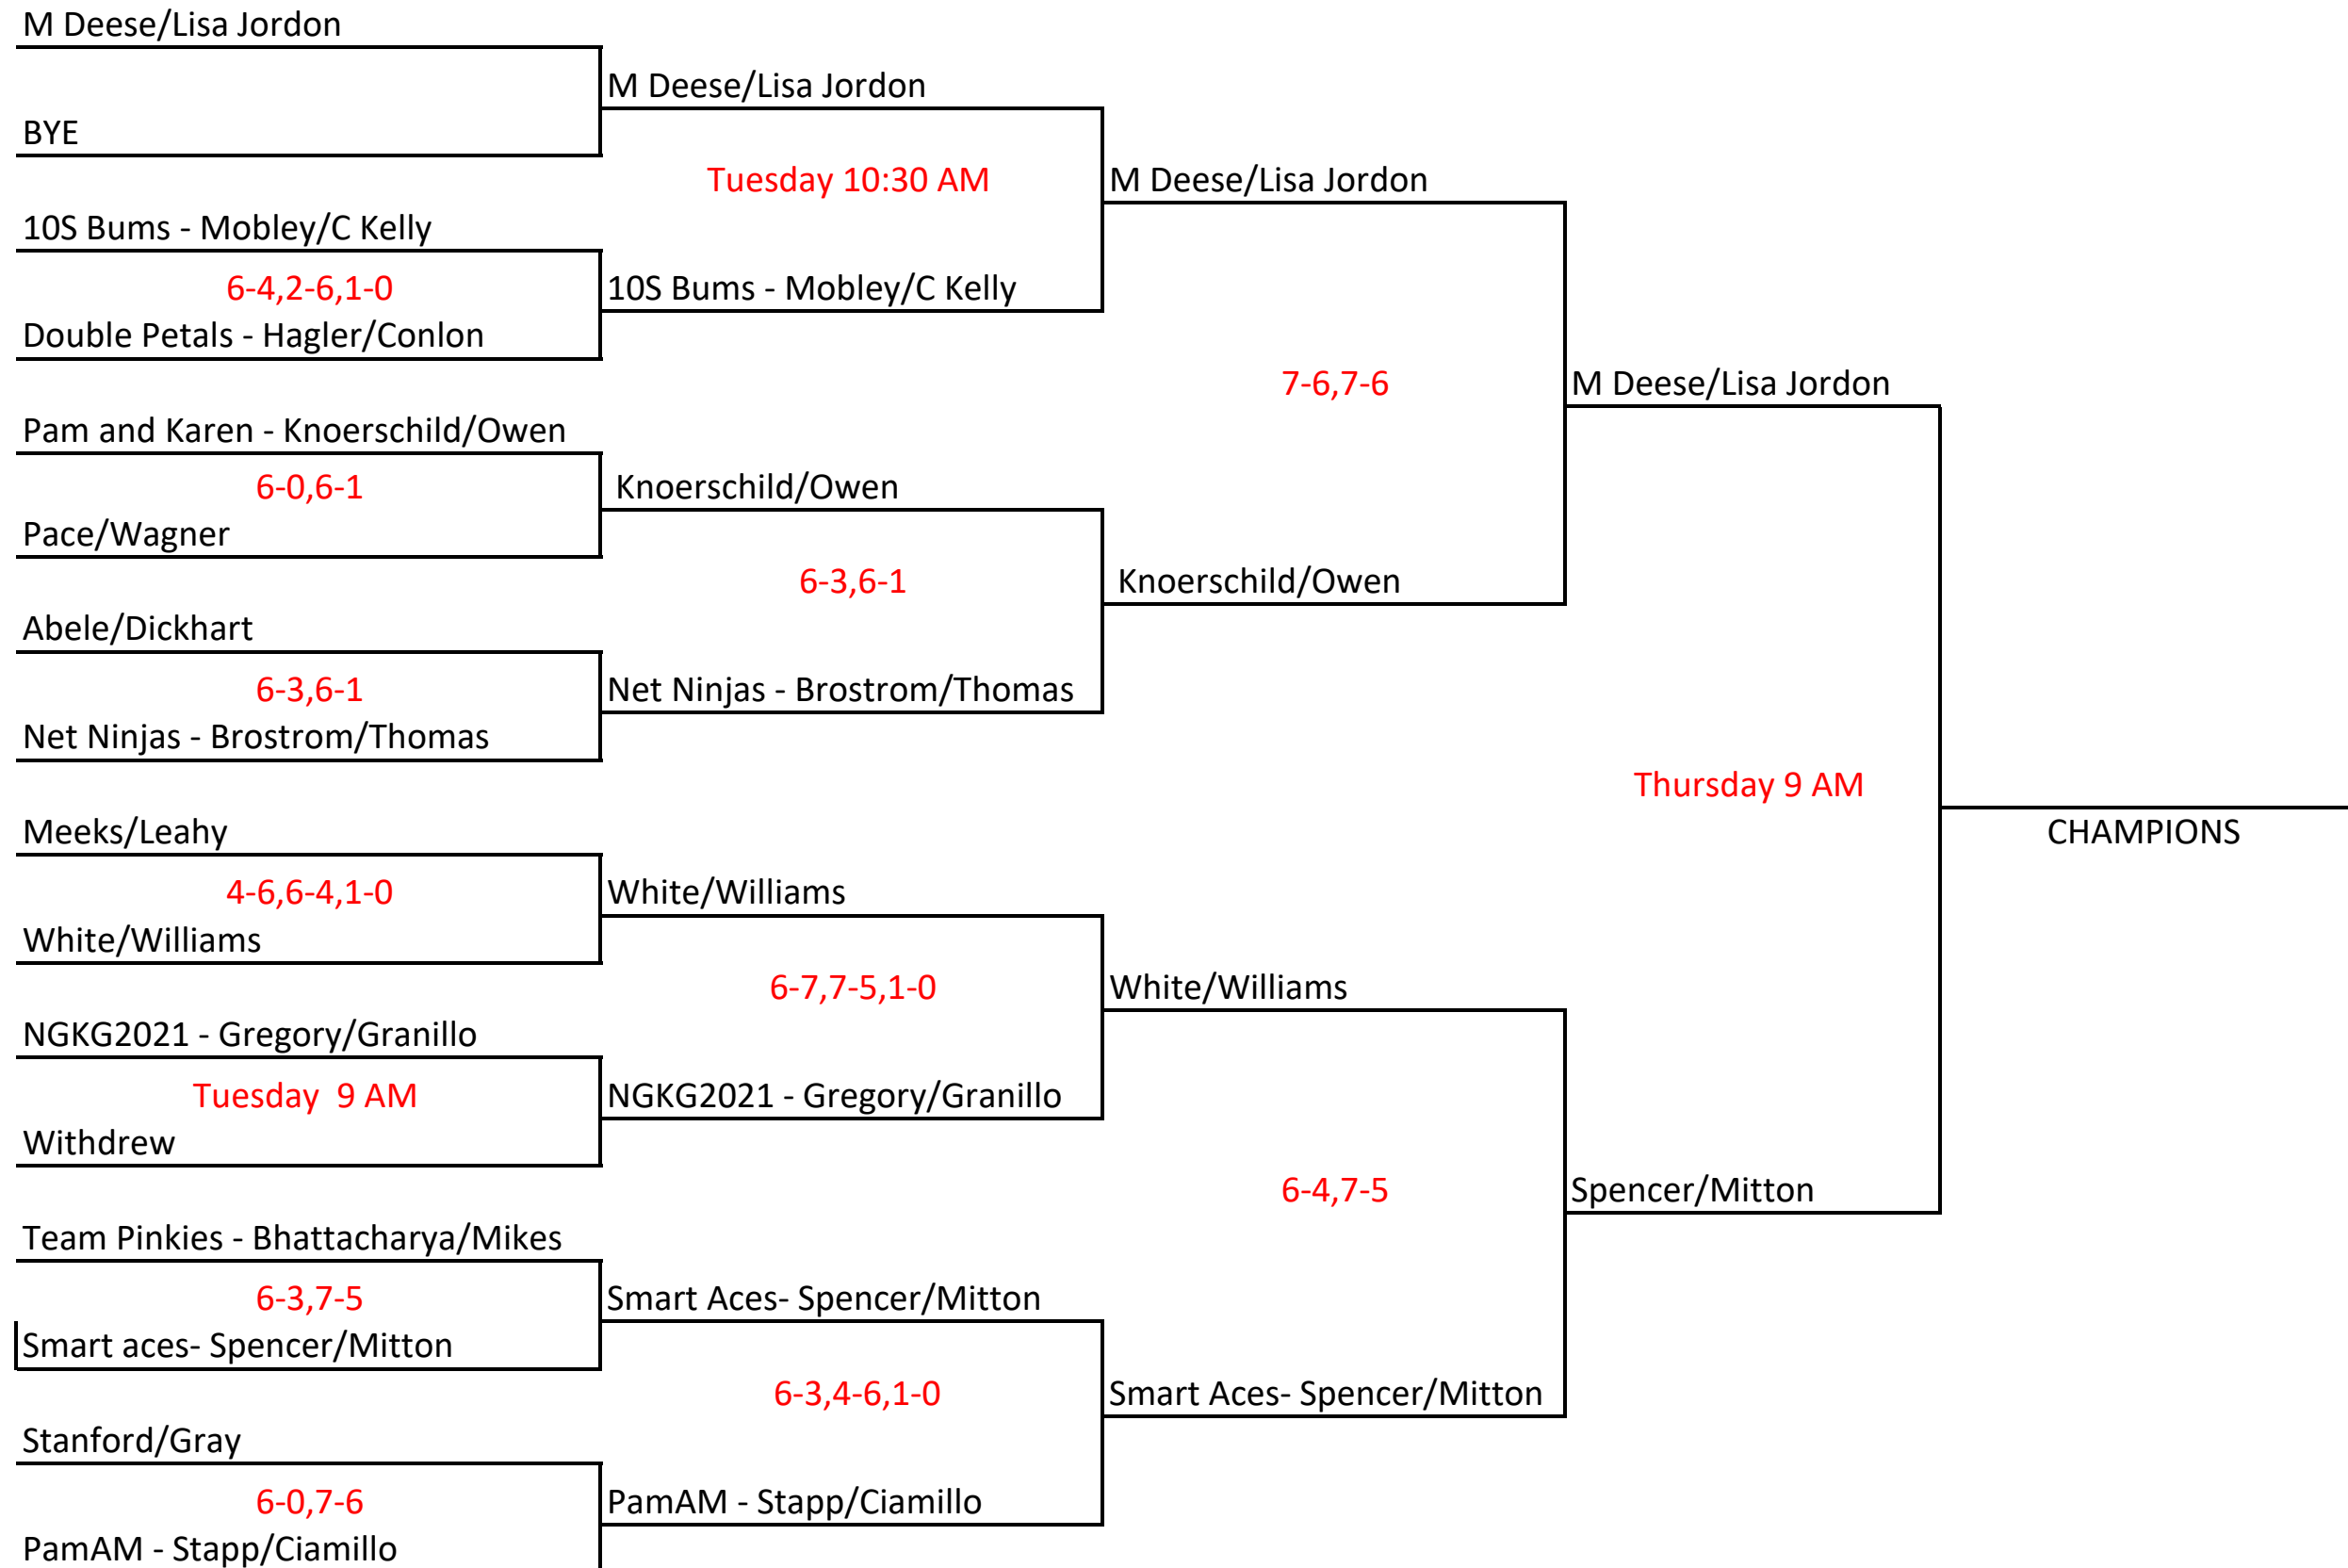 M Deese/Lisa Jordon
M Deese/Lisa Jordon
BYE
Tuesday 10:30 AM
M Deese/Lisa Jordon
10S Bums - Mobley/C Kelly
6-4,2-6,1-0
10S Bums - Mobley/C Kelly
Double Petals - Hagler/Conlon
7-6,7-6
M Deese/Lisa Jordon
Pam and Karen - Knoerschild/Owen
6-0,6-1
Knoerschild/Owen
Pace/Wagner
6-3,6-1
Knoerschild/Owen
Abele/Dickhart
6-3,6-1
Net Ninjas - Brostrom/Thomas
Net Ninjas - Brostrom/Thomas
Thursday 9 AM
Meeks/Leahy
CHAMPIONS
4-6,6-4,1-0
White/Williams
White/Williams
6-7,7-5,1-0
White/Williams
NGKG2021 - Gregory/Granillo
Tuesday  9 AM
NGKG2021 - Gregory/Granillo
Withdrew
6-4,7-5
Spencer/Mitton
Team Pinkies - Bhattacharya/Mikes
6-3,7-5
Smart Aces- Spencer/Mitton
Smart aces- Spencer/Mitton
6-3,4-6,1-0
Smart Aces- Spencer/Mitton
Stanford/Gray
6-0,7-6
PamAM - Stapp/Ciamillo
PamAM - Stapp/Ciamillo